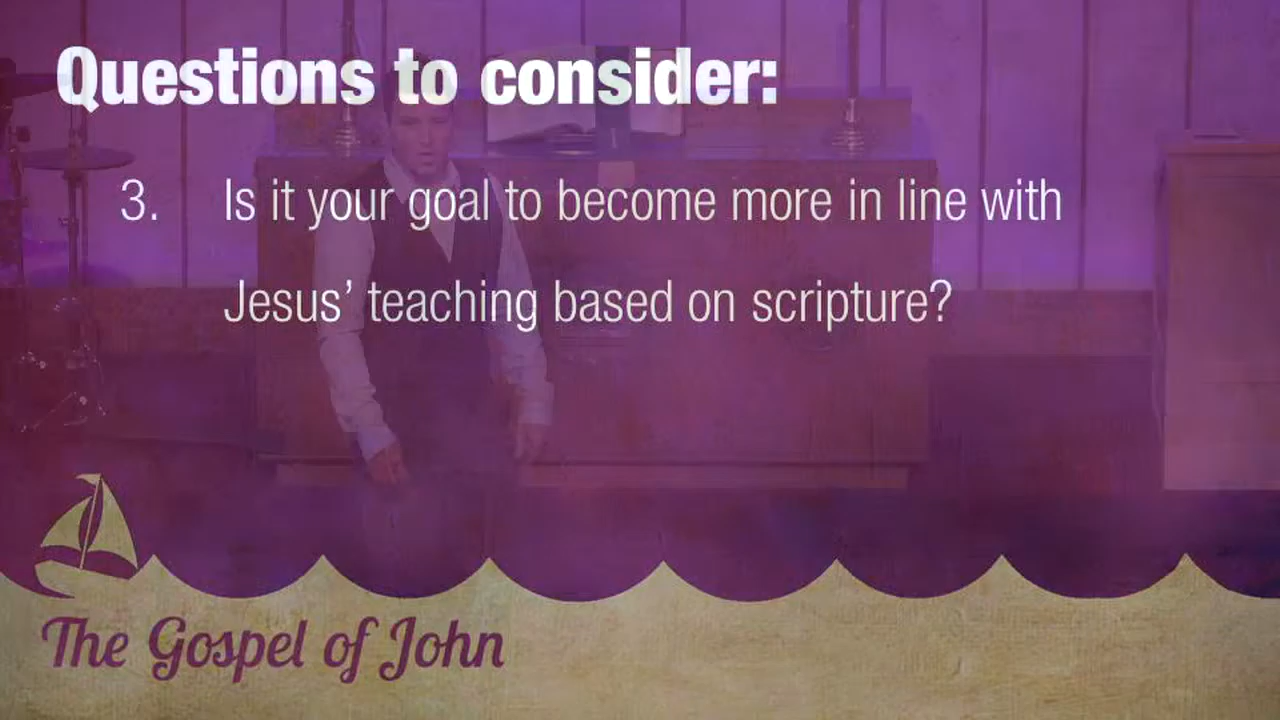 Questions to consider:
3. Is it your goal to become more in line with
Jesus’ teaching based on scripture?
The Gospel of John